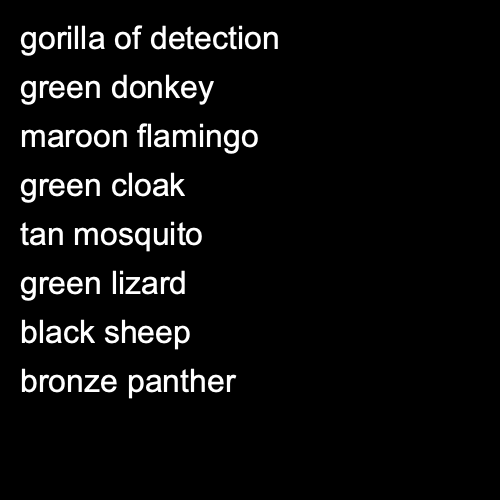 gorilla of detection
green donkey
maroon flamingo
green cloak
tan mosquito
green lizard
black sheep
bronze panther